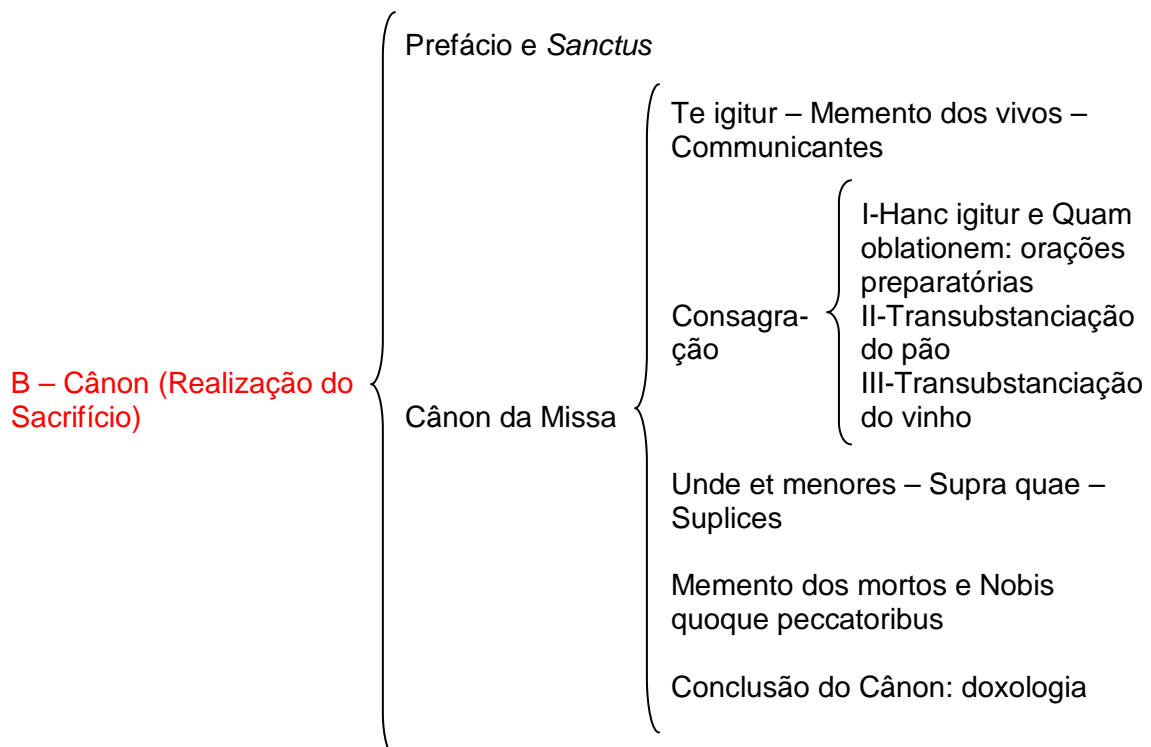 B – Cânon (Realização do
Sacrifício)
Prefácio e Sanctus
Cânon da Missa
Te igitur – Memento dos vivos –
Communicantes
Consagra-
ção
I-Hanc igitur e Quam
oblationem: orações
preparatórias
II-Transubstanciação
do pão
III-Transubstanciação
do vinho
Unde et menores – Supra quae –
Suplices
Memento dos mortos e Nobis
quoque peccatoribus
Conclusão do Cânon: doxologia